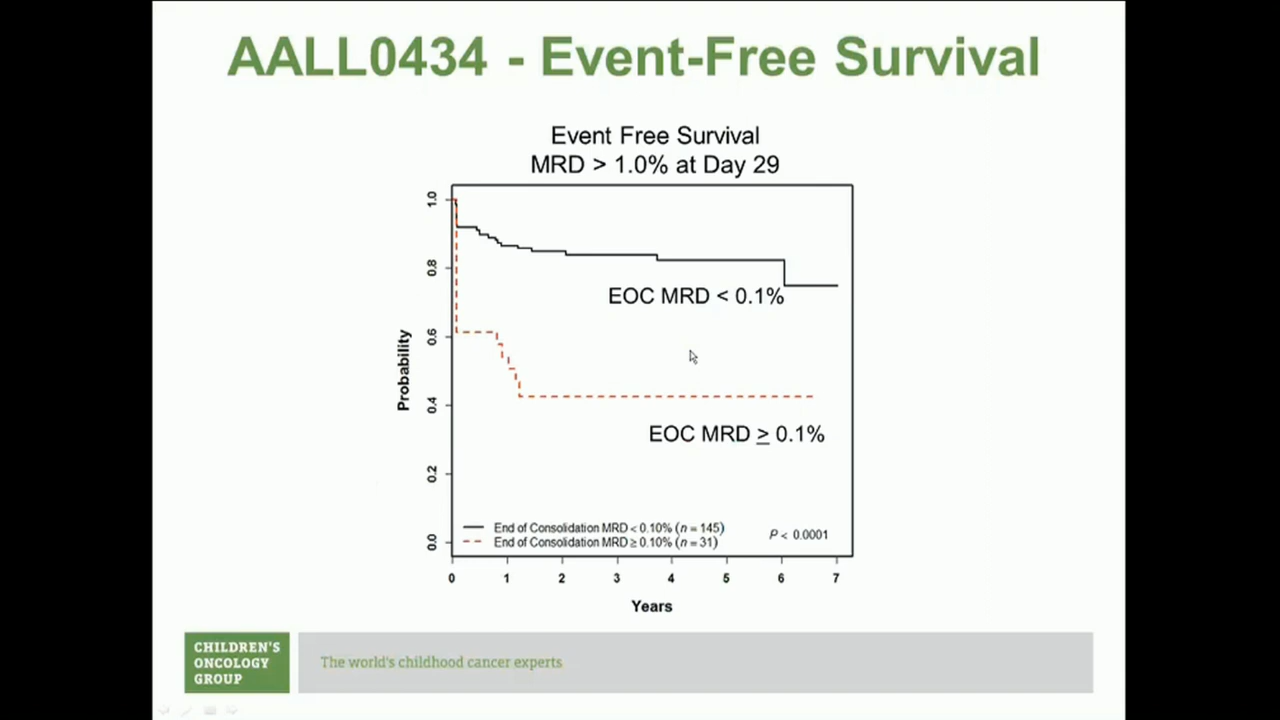 AALL0434 - Event-Free Survival
Event Free Survival
MRD > 1.0% at Day 29
1.0
0.8
0.6
0.4
0.2
0.0
Probability
EOC MRD < 0.1%
EOC MRD ≥ 0.1%
End of Consolidation MRD < 0.10% (n = 145)
End of Consolidation MRD ≥ 0.10% (n = 31)
P < 0.0001
0 1 2 3 4 5 6 7
Years
CHILDREN'S
ONCOLOGY
GROUP
The world's childhood cancer experts